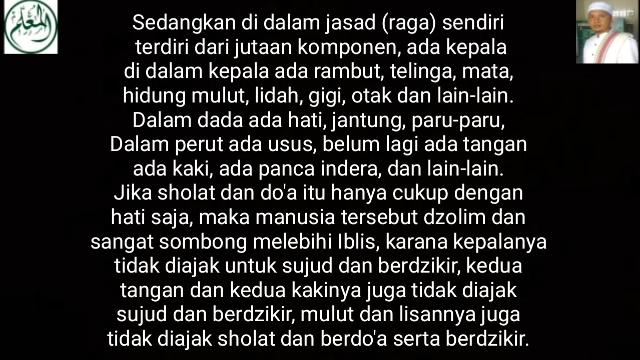 Sedangkan di dalam jasad (raga) sendiri
terdiri dari jutaan komponen, ada kepala
di dalam kepala ada rambut, telinga, mata,
hidung mulut, lidah, gigi, otak dan lain-lain.
Dalam dada ada hati, jantung, paru-paru,
Dalam perut ada usus, belum lagi ada tangan
ada kaki, ada panca indera, dan lain-lain.
Jika sholat dan do'a itu hanya cukup dengan
hati saja, maka manusia tersebut dzolim dan
sangat sombong melebihi Iblis, karana kepalanya
tidak diajak untuk sujud dan berdzikir, kedua
tangan dan kedua kakinya juga tidak diajak
sujud dan berdzikir, mulut dan lisannya juga
tidak diajak sholat dan berdo'a serta berdzikir.